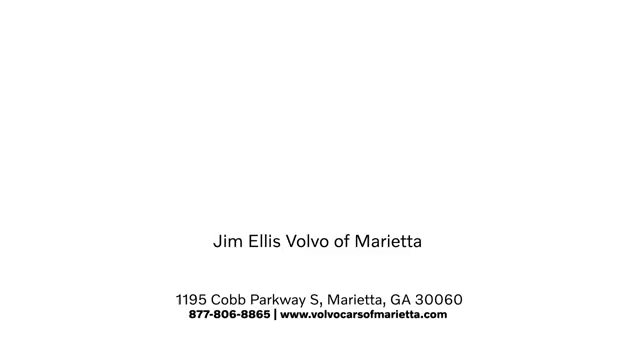 Jim Ellis Volvo of Marietta
1195 Cobb Parkway S, Marietta, GA 30060
877-806-8865 | www.volvocarsofmarietta.com